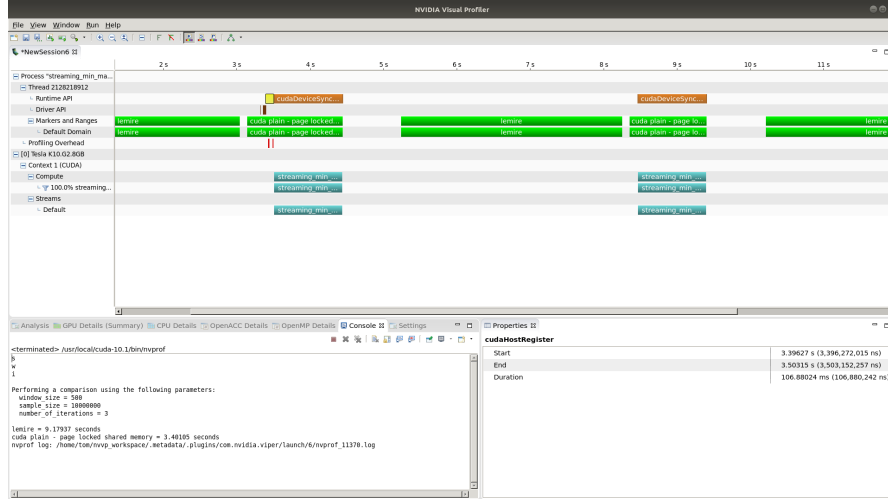 NVIDIA Visual Profiler
File View Window Run Help
*NewSession6
2 s 3 s 4 s 5 s 6 s 7 s 8 s 9 s 10 s 11 s
Process "streaming_min_ma...
Thread 2128218912
Runtime API cudaDeviceSync... cudaDeviceSync...
Driver API
Markers and Ranges lemire cuda plain - page locked... lemire cuda plain - page lo... lemire
Default Domain lemire cuda plain - page locked... lemire cuda plain - page lo... lemire
Profiling Overhead
[0] Tesla K10.G2.8GB
Context 1 (CUDA)
Compute streaming_min_... streaming_min_...
100.0% streaming... streaming_min_... streaming_min_...
Streams
Default streaming_min_... streaming_min_...
Analysis GPU Details (Summary) CPU Details OpenACC Details OpenMP Details Console Settings
<terminated> /usr/local/cuda-10.1/bin/nvprof
w
i
Performing a comparison using the following parameters:
window_size = 500
sample_size = 10000000
number_of_iterations = 3
lemire = 9.17937 seconds
cuda plain - page locked shared memory = 3.40105 seconds
nvprof log: /home/tom/nvvp_workspace/.metadata/.plugins/com.nvidia.viper/launch/6/nvprof_11370.log
Properties
cudaHostRegister
Start 3.39627 s (3,396,272,015 ns)
End 3.50315 s (3,503,152,257 ns)
Duration 106.88024 ms (106,880,242 ns)